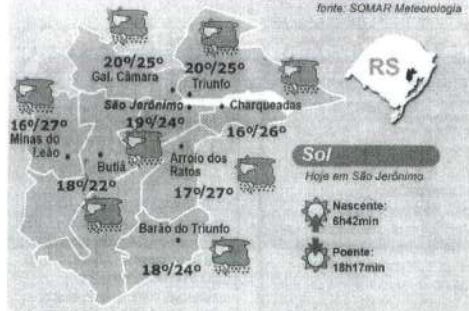 fonte: SOMAR Meteorologia
20º/25º
Gal. Câmara
20º/25º
Triunfo
RS
São Jerônimo
19º/24º
Charqueadas
16º/26º
16º/27º
Minas do
Leão
Butiá
18º/22º
Arroio dos
Ratos
17º/27º
Barão do Triunfo
18º/24º
Sol
Hoje em São Jerônimo
Nascente:
6h42min
Poente:
18h17min